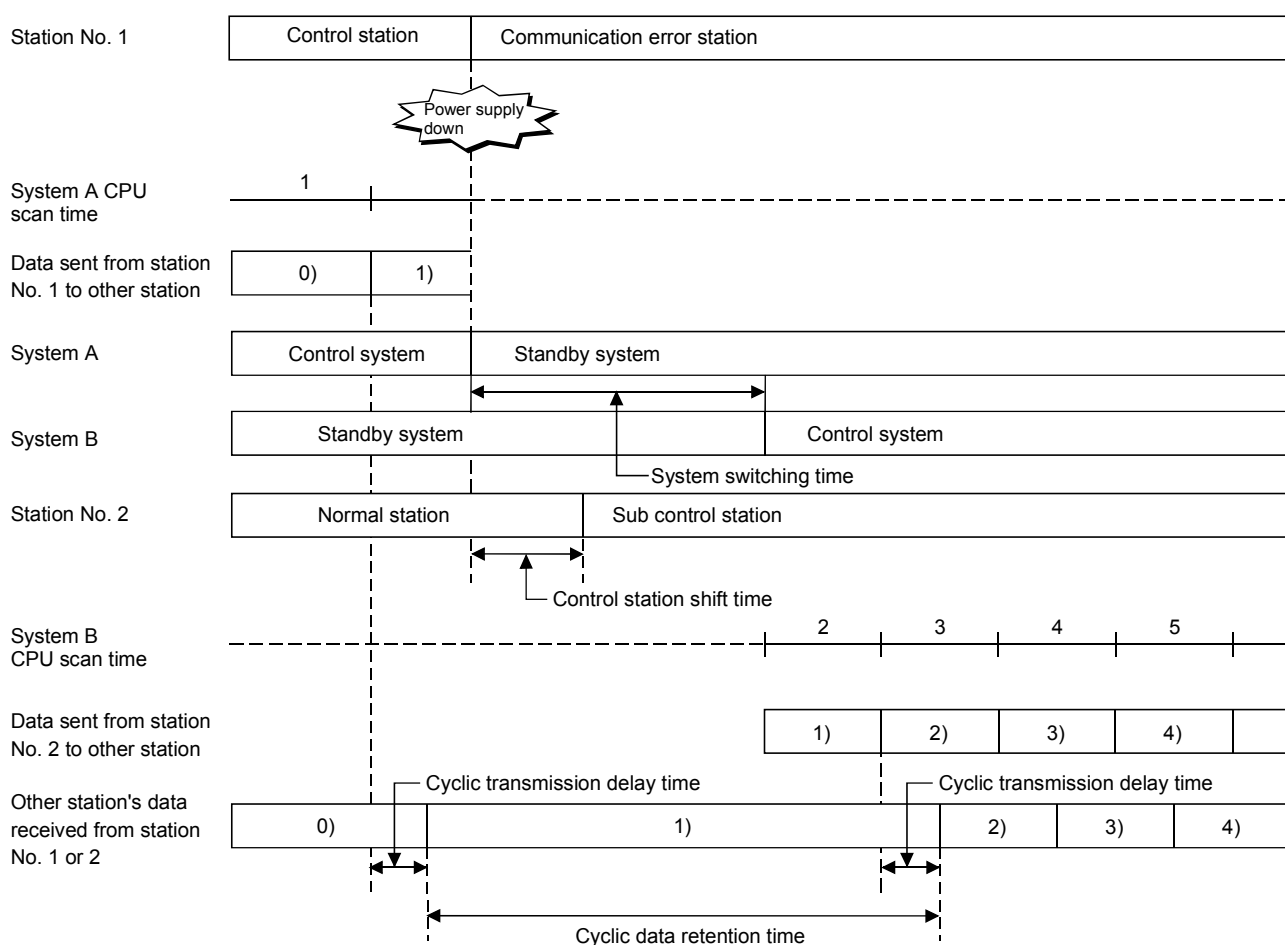 Station No. 1
Control station
Communication error station
Power supply
down
System A CPU
scan time
1
Data sent from station
No. 1 to other station
0)
1)
System A
Control system
Standby system
System B
Standby system
Control system
System switching time
Station No. 2
Normal station
Sub control station
Control station shift time
System B
CPU scan time
2
3
4
5
Data sent from station
No. 2 to other station
1)
2)
3)
4)
Cyclic transmission delay time
Cyclic transmission delay time
Other station's data
received from station
No. 1 or 2
0)
1)
2)
3)
4)
Cyclic data retention time